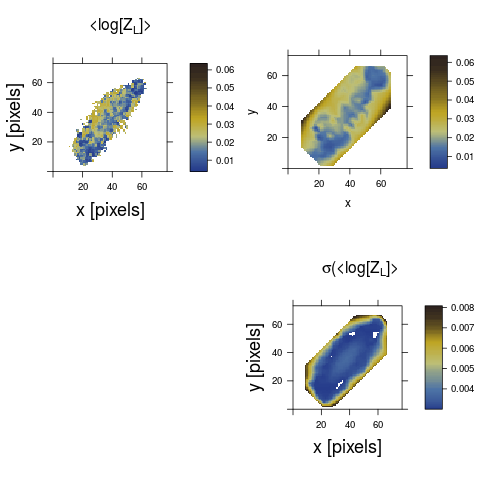 <log[Z_L]>
60
40
20
20 40 60
y [pixels]
x [pixels]
0.06
0.05
0.04
0.03
0.02
0.01
60
40
20
20 40 60
y
x
0.06
0.05
0.04
0.03
0.02
0.01
σ(<log[Z_L]>
60
40
20
20 40 60
y [pixels]
x [pixels]
0.008
0.007
0.006
0.005
0.004